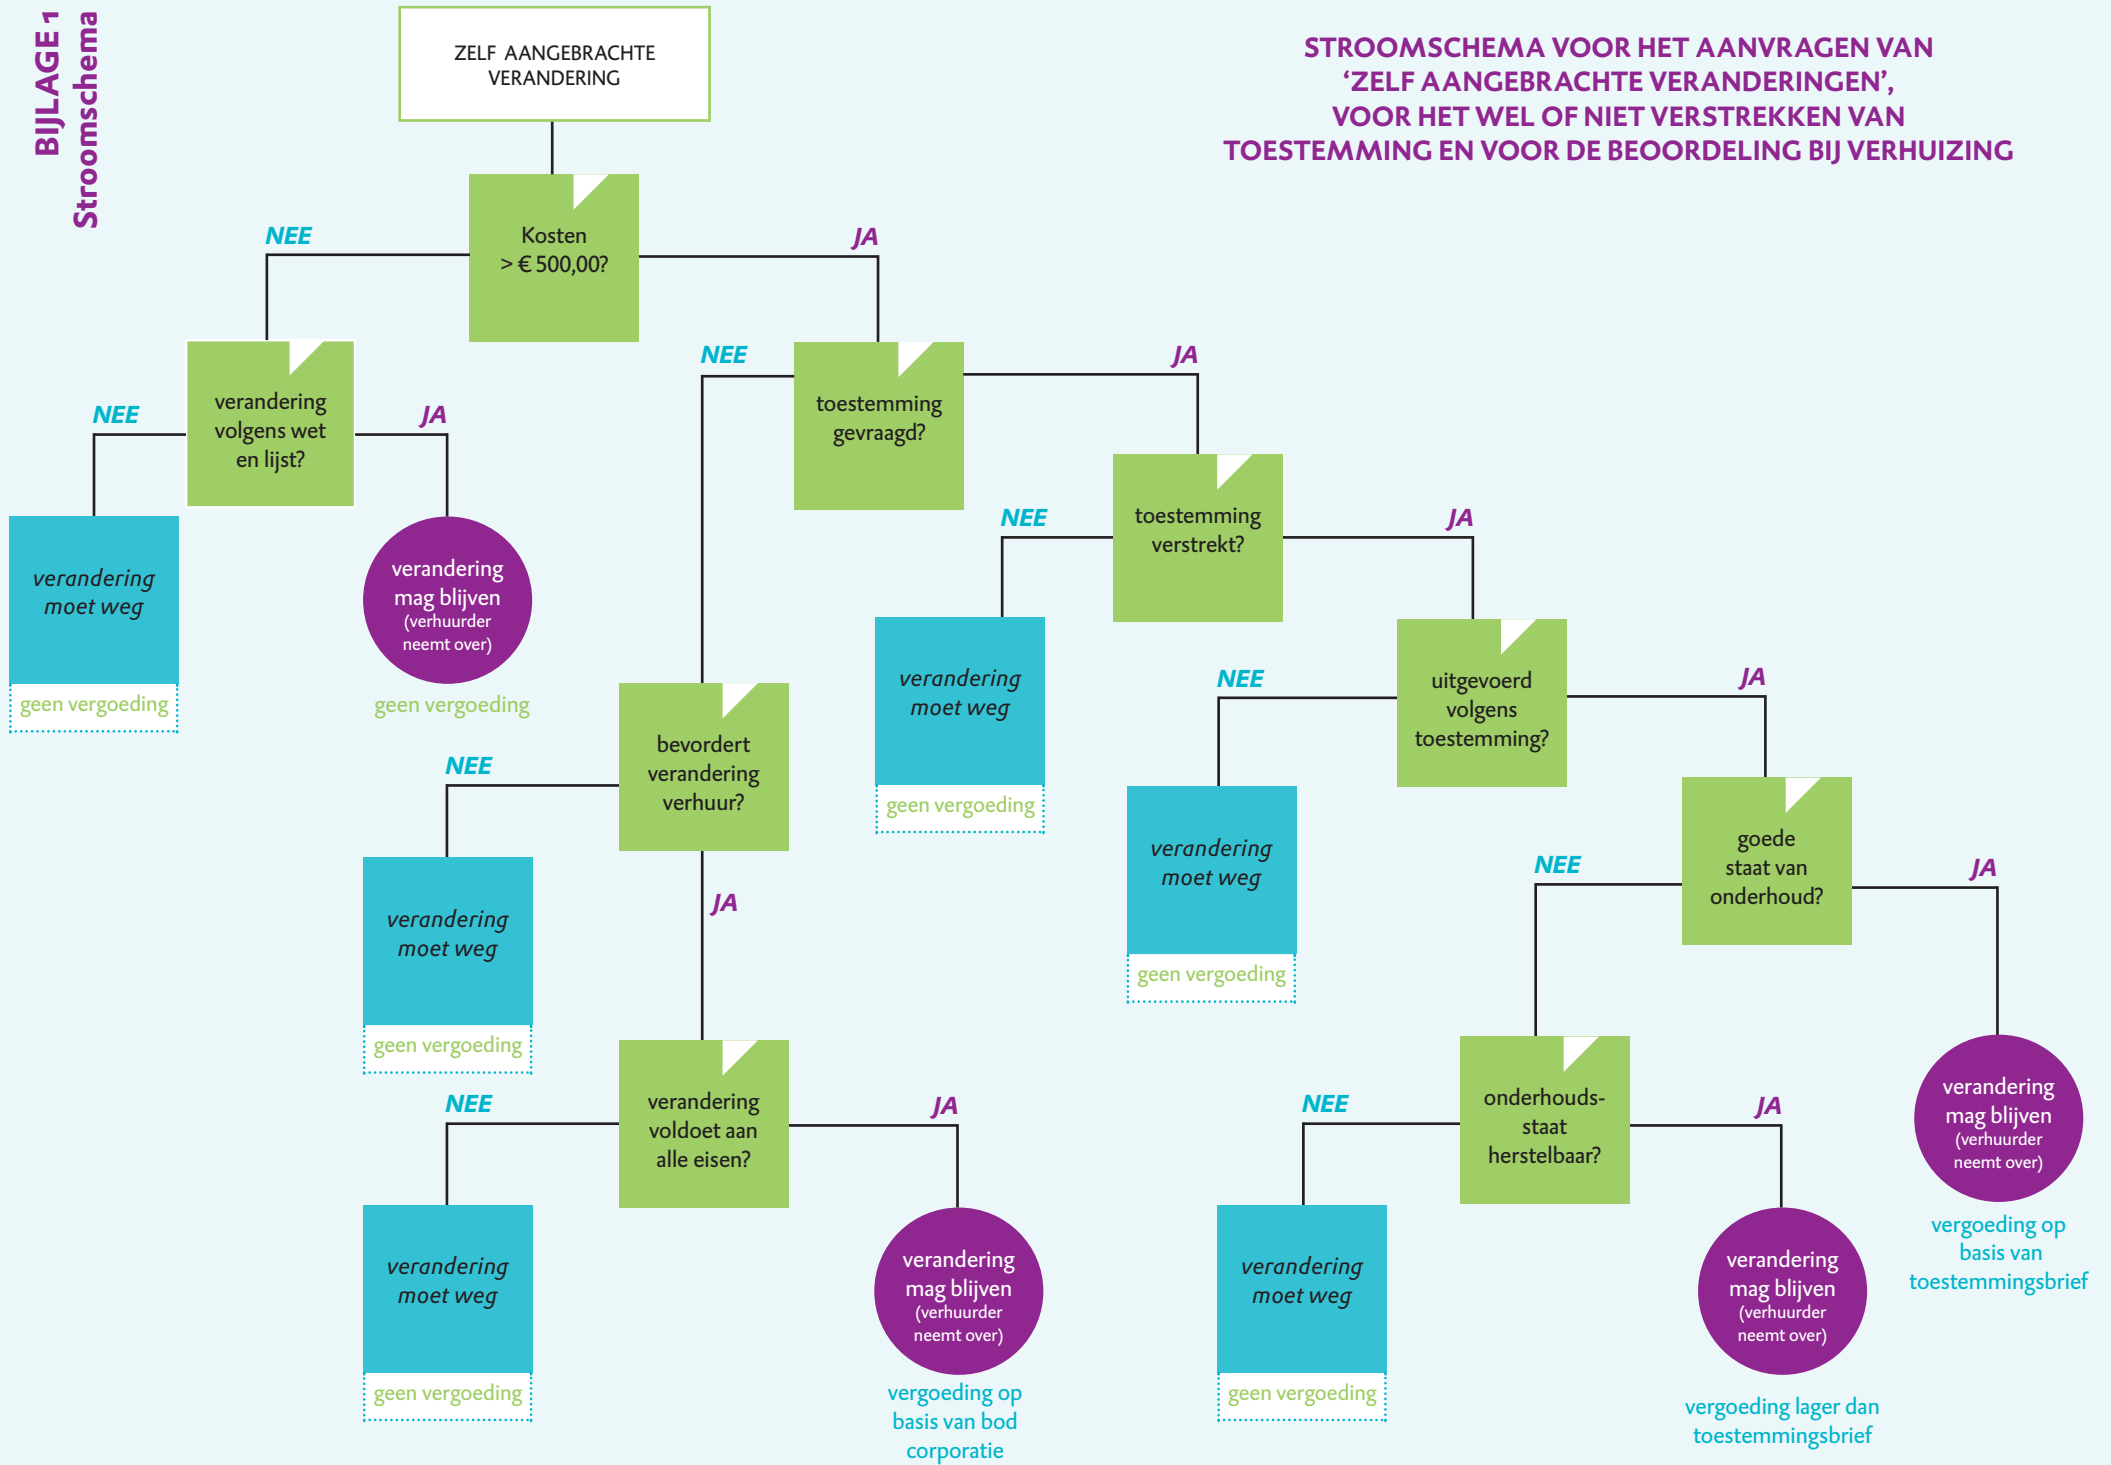 BIJLAGE 1
Stroomschema
STROOMSCHEMA VOOR HET AANVRAGEN VAN
‘ZELF AANGEBRACHTE VERANDERINGEN’,
VOOR HET WEL OF NIET VERSTREKKEN VAN
TOESTEMMING EN VOOR DE BEOORDELING BIJ VERHUIZING
ZELF AANGEBRACHTE
VERANDERING
Kosten
> € 500,00?
NEE
JA
verandering
volgens wet
en lijst?
NEE
JA
verandering
moet weg
geen vergoeding
verandering
mag blijven
(verhuurder
neemt over)
geen vergoeding
toestemming
gevraagd?
NEE
JA
bevordert
verandering
verhuur?
NEE
JA
verandering
moet weg
geen vergoeding
verandering
voldoet aan
alle eisen?
NEE
JA
verandering
moet weg
geen vergoeding
verandering
mag blijven
(verhuurder
neemt over)
vergoeding op
basis van bod
corporatie
toestemming
verstrekt?
NEE
JA
verandering
moet weg
geen vergoeding
uitgevoerd
volgens
toestemming?
NEE
JA
verandering
moet weg
geen vergoeding
goede
staat van
onderhoud?
NEE
JA
onderhouds-
staat
herstelbaar?
NEE
JA
verandering
moet weg
geen vergoeding
verandering
mag blijven
(verhuurder
neemt over)
vergoeding lager dan
toestemmingsbrief
verandering
mag blijven
(verhuurder
neemt over)
vergoeding op
basis van
toestemmingsbrief